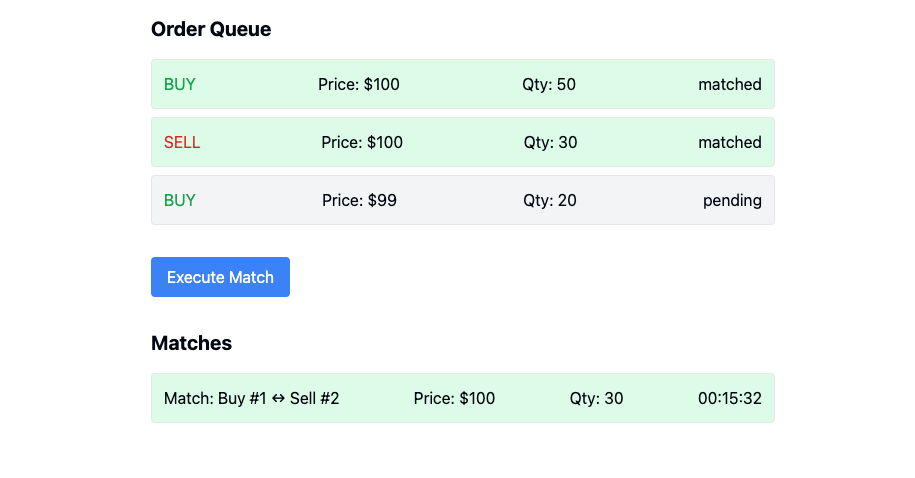 Order Queue
BUY Price: $100 Qty: 50 matched
SELL Price: $100 Qty: 30 matched
BUY Price: $99 Qty: 20 pending
Execute Match
Matches
Match: Buy #1 ↔ Sell #2 Price: $100 Qty: 30 00:15:32